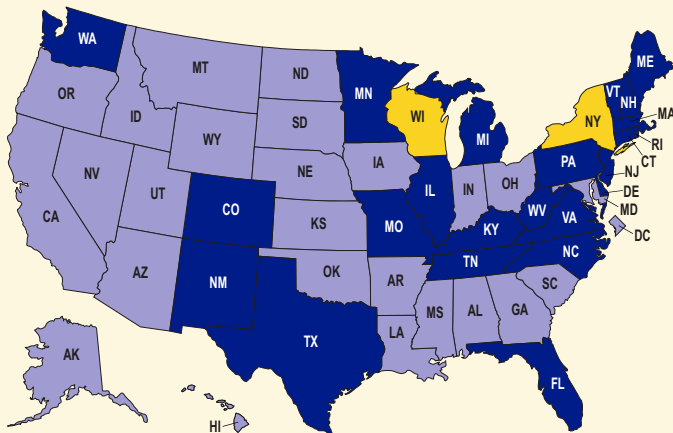 WA
ME
MT
ND
VT
NH
MN
OR
MA
ID
SD
WI
NY
RI
WY
MI
CT
IA
PA
NE
NJ
NV
OH
IN
DE
UT
IL
CO
MD
WV
VA
CA
KS
MO
KY
DC
NC
TN
OK
AZ
NM
AR
SC
MS
AL
GA
LA
TX
AK
FL
HI